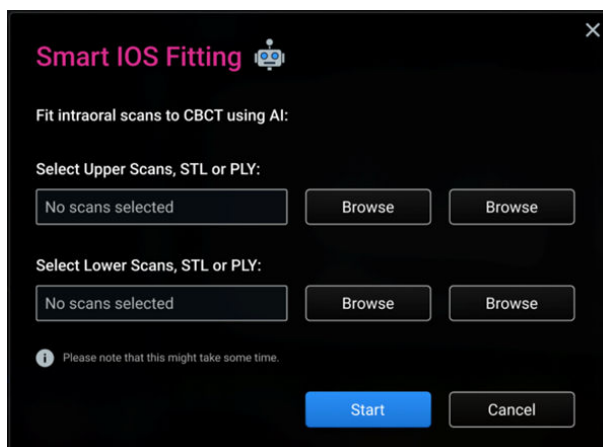 Smart IOS Fitting
Fit intraoral scans to CBCT using AI:
Select Upper Scans, STL or PLY:
No scans selected Browse Browse
Select Lower Scans, STL or PLY:
No scans selected Browse Browse
Please note that this might take some time.
Start Cancel